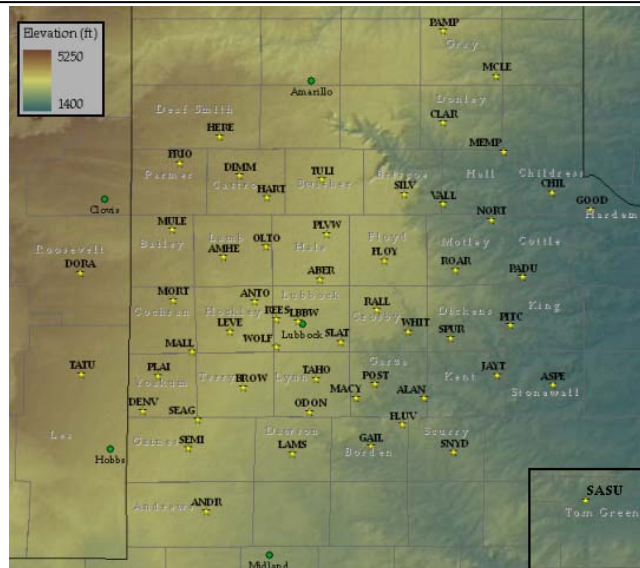 Elevation (ft)
5250
1400
PAMP
Gray
MCLE
Amarillo
Donley
Deaf Smith
CLAR
HERE
MEMP
FRIO
DIMM
TULI
Parmer
Castro
Swisher
Briscoe
Hall
Childress
HART
SILV
CHIL
Clovis
VALL
GOOD
NORT
Hardem
MULE
PLVW
Bailey
Lamb
OLTO
Hale
Floyd
Motley
Cottle
Roosevelt
AMHE
FLOY
DORA
ABER
ROAR
PADU
MORT
ANTO
Lubbock
Cochran
Hockley
REES
LBBW
RALL
Crosby
Dickens
King
LEVE
Lubbock
WHIT
PITC
WOLF
SLAT
SPUR
MALL
TATU
PLAI
TAHO
Garza
JAYT
ASPE
Yoakum
Terry
BROW
Lynn
POST
Kent
Stonewall
MACY
ALAN
DENV
SEAG
ODON
FLUV
Lea
Gaines
Dawson
Scurry
SEMI
GAIL
SNYD
Hobbs
LAMS
Borden
Andrews
ANDR
SASU
Tom Green
Midland